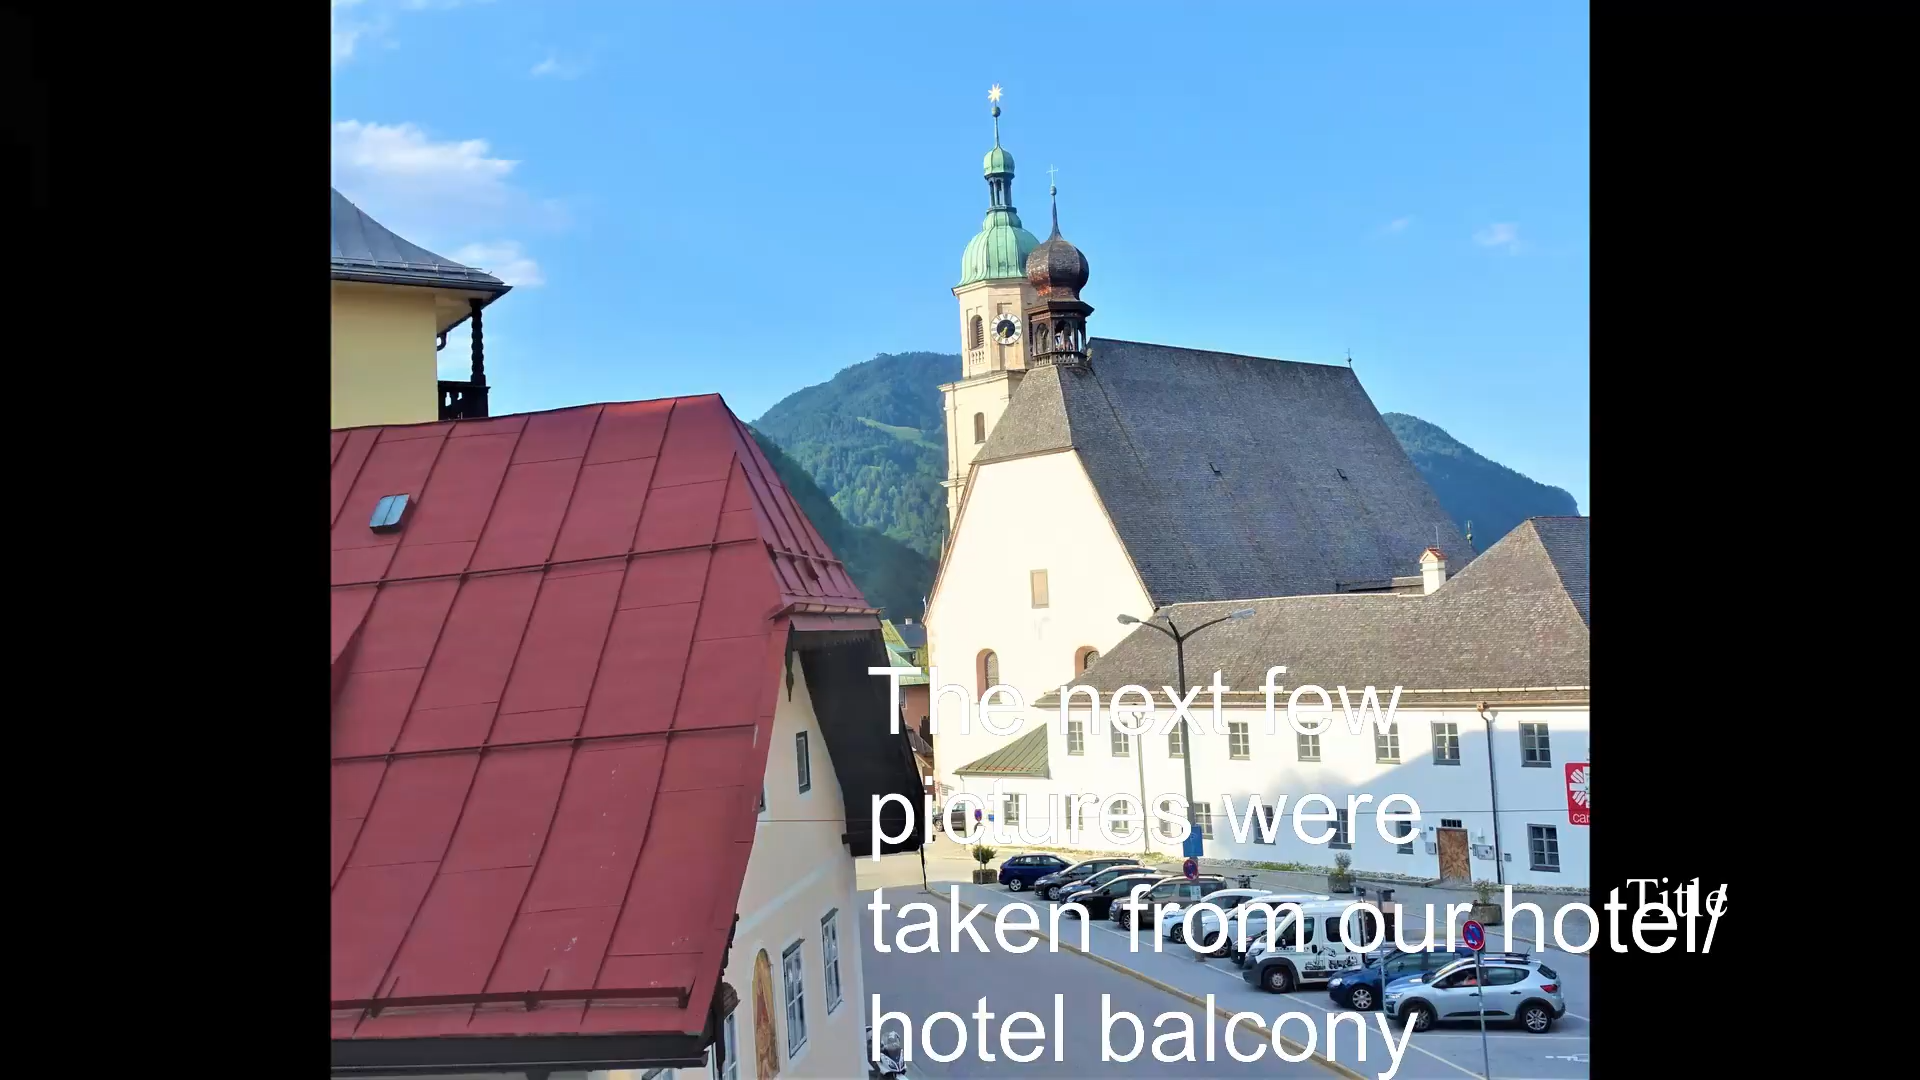 The next few
pictures were
taken from our hotel/
Title
hotel balcony